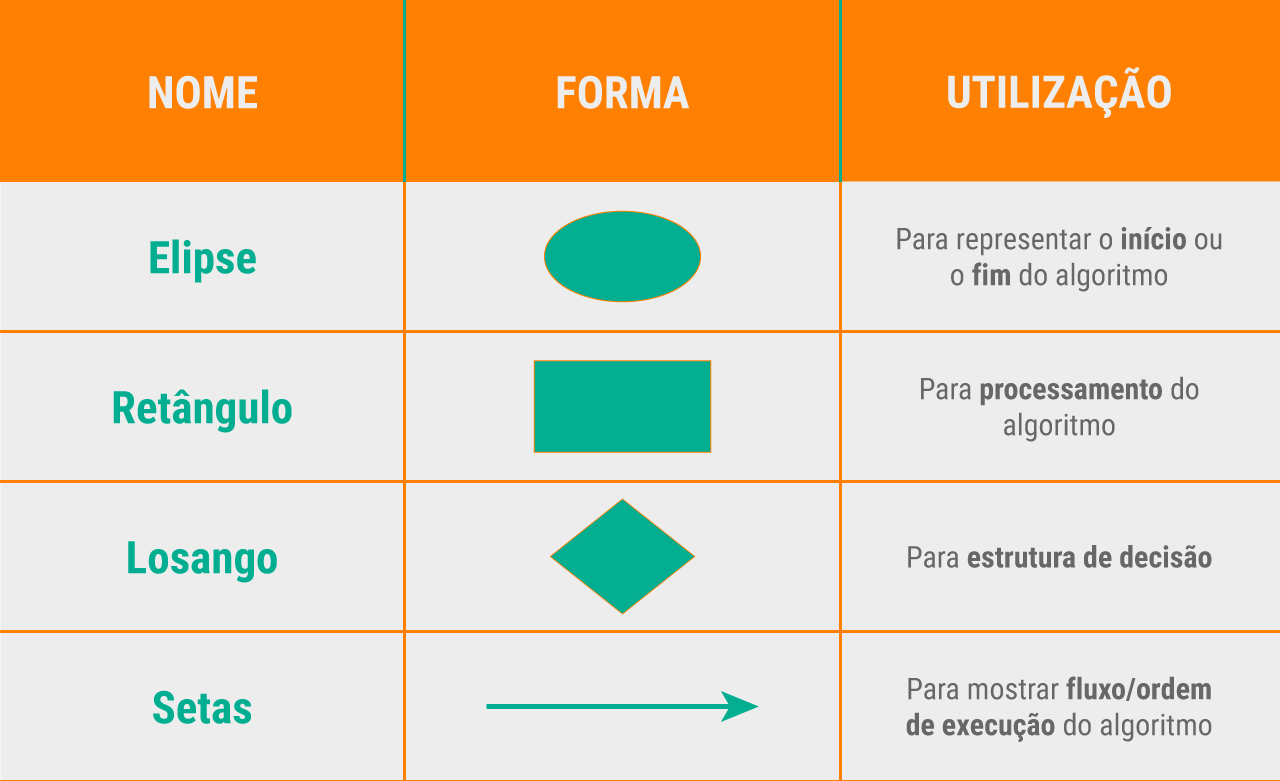 NOME
FORMA
UTILIZAÇÃO
Elipse
Para representar o início ou
o fim do algoritmo
Retângulo
Para processamento do
algoritmo
Losango
Para estrutura de decisão
Setas
Para mostrar fluxo/ordem
de execução do algoritmo